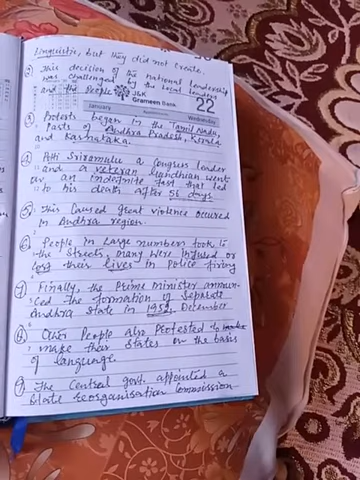 linguistic, but they did not create.
② This decision of the national leadership
was challenged by the local leaders
and the People
J&K
Grameen Bank
January
Wednesday
22
③ Protests began in the Tamil Nadu,
Parts of Andhra Pradesh, Kerala
and Karnataka.
④ Potti Sriramulu a Congress leader
and a veteran Gandhian went
on an indefinite fast that led
to his death after 56 days
⑤ This Caused great violence occured
in Andhra region.
⑥ People in Large numbers took to
the Streets, many were injured or
lost their lives in Police firing
⑦ Finally, the Prime Minister announ-
ced the formation of separate
Andhra State in 1952, December
⑧ Other People also Protested to
make their states on the basis
of language.
⑨ The Central govt. appointed a
State reorganisation Commission